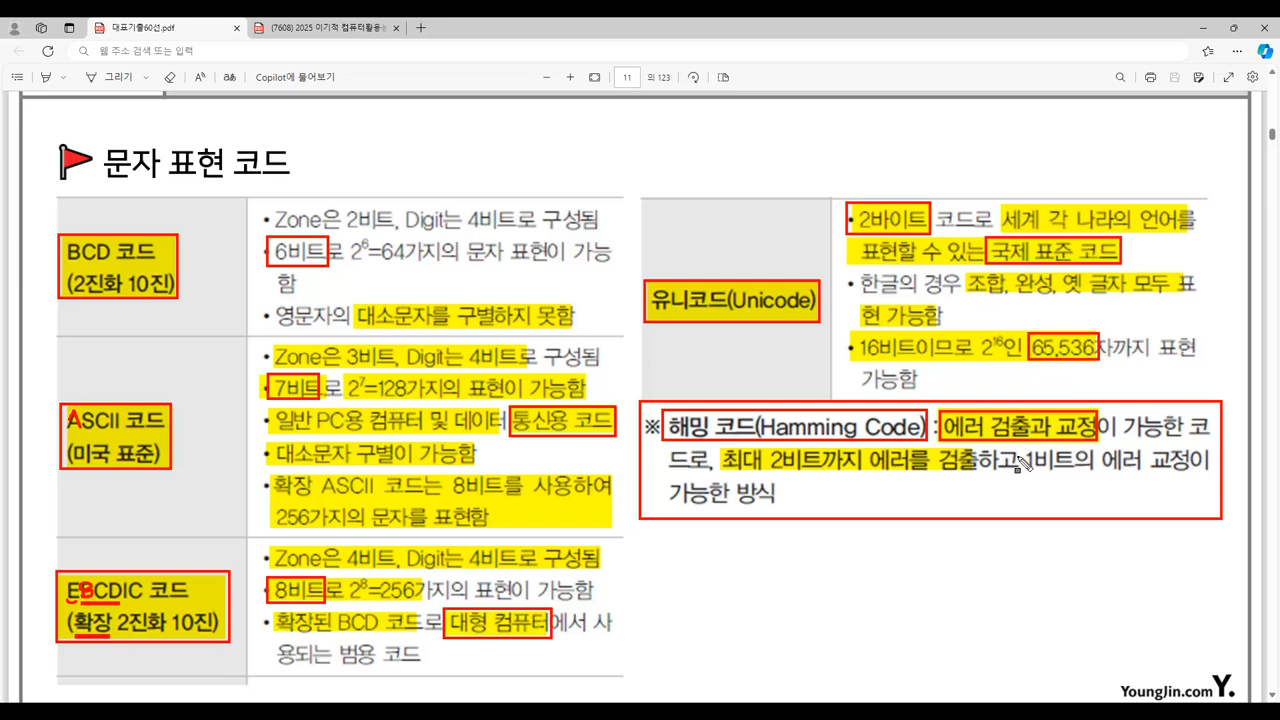 대표기출60선.pdf
(7608) 2025 이기적 컴퓨터활용능
웹 주소 검색 또는 입력
그리기
Copilot에 물어보기
11 의 123
문자 표현 코드
BCD 코드
(2진화 10진)
• Zone은 2비트, Digit는 4비트로 구성됨
• 6비트로 2⁶=64가지의 문자 표현이 가능
함
• 영문자의 대소문자를 구별하지 못함
ASCII 코드
(미국 표준)
• Zone은 3비트, Digit는 4비트로 구성됨
• 7비트로 2⁷=128가지의 표현이 가능함
• 일반 PC용 컴퓨터 및 데이터 통신용 코드
• 대소문자 구별이 가능함
• 확장 ASCII 코드는 8비트를 사용하여
256가지의 문자를 표현함
EBCDIC 코드
(확장 2진화 10진)
• Zone은 4비트, Digit는 4비트로 구성됨
• 8비트로 2⁸=256가지의 표현이 가능함
• 확장된 BCD 코드로 대형 컴퓨터에서 사
용되는 범용 코드
유니코드(Unicode)
• 2바이트 코드로 세계 각 나라의 언어를
표현할 수 있는 국제 표준 코드
• 한글의 경우 조합, 완성, 옛 글자 모두 표
현 가능함
• 16비트이므로 2¹⁶인 65,536자까지 표현
가능함
※ 해밍 코드(Hamming Code) : 에러 검출과 교정이 가능한 코
드로, 최대 2비트까지 에러를 검출하고 1비트의 에러 교정이
가능한 방식
YoungJin.com Y.